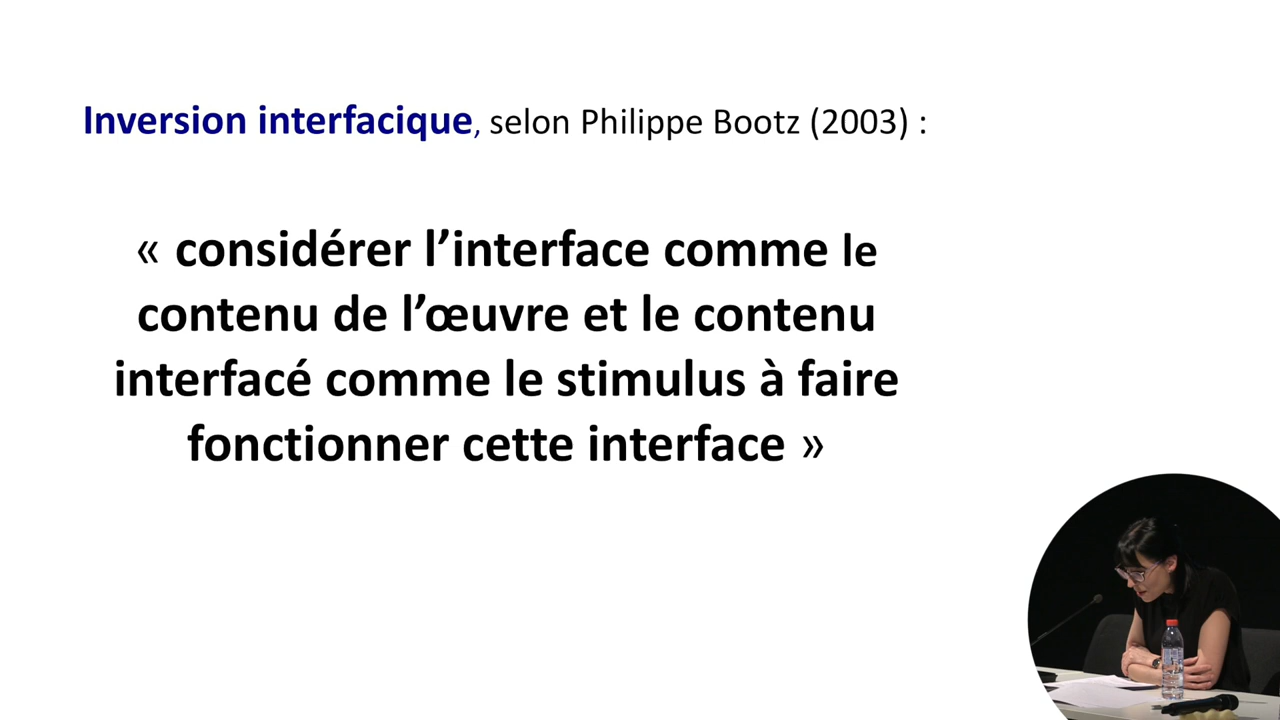 Inversion interfacique, selon Philippe Bootz (2003) :
« considérer l’interface comme le
contenu de l’œuvre et le contenu
interfacé comme le stimulus à faire
fonctionner cette interface »